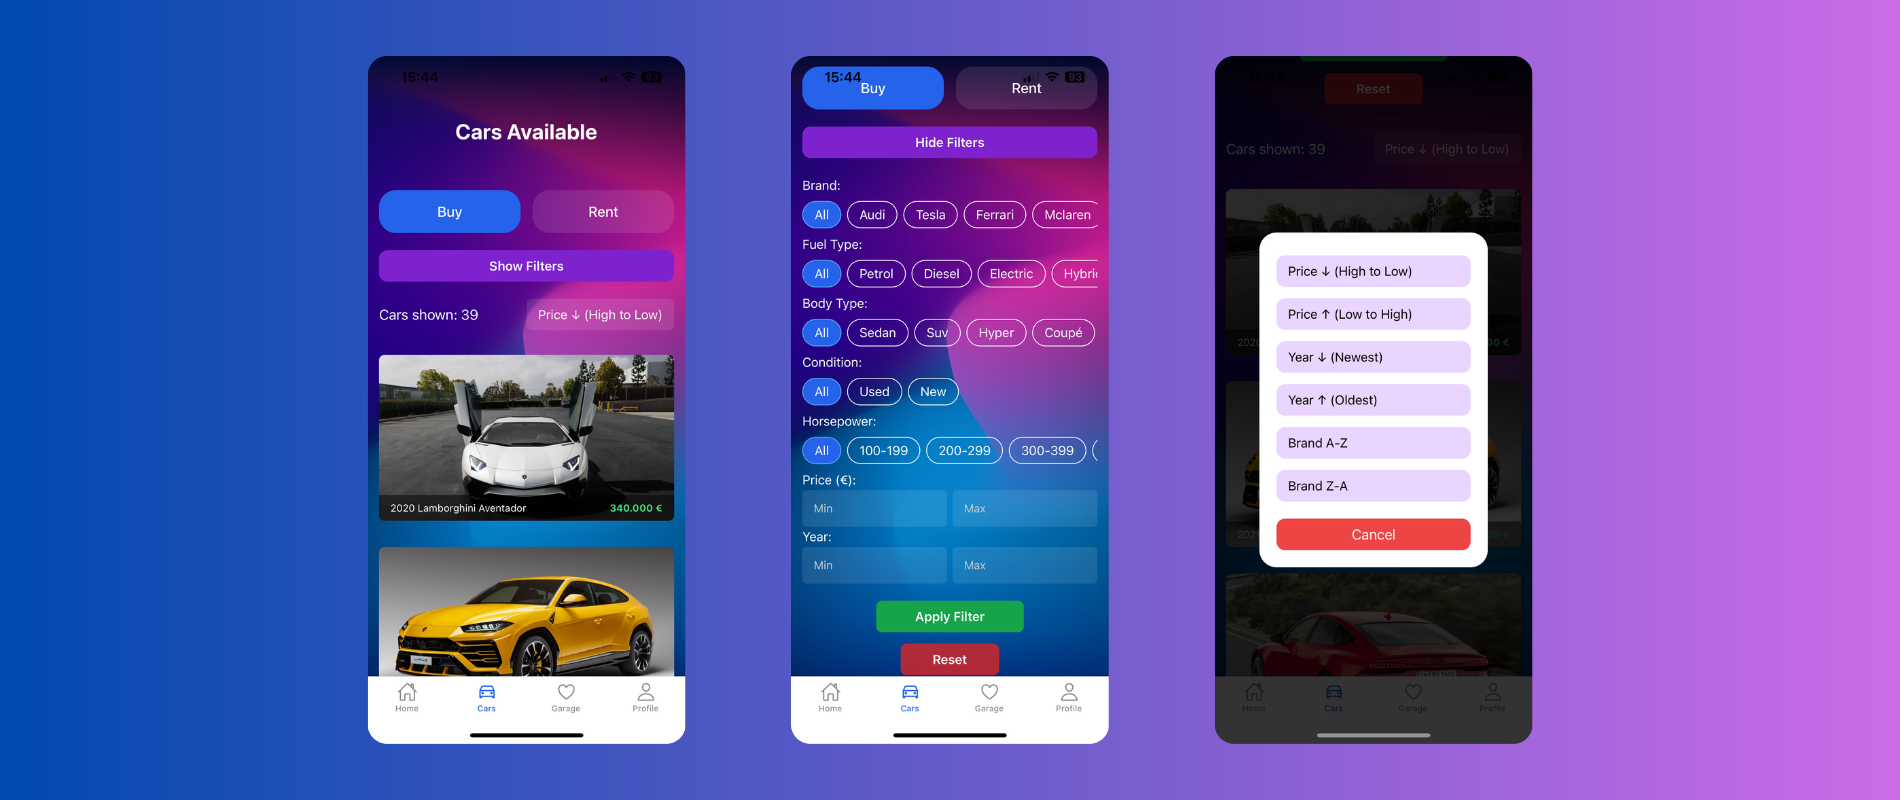 15:44
93
Cars Available
Buy
Rent
Show Filters
Cars shown: 39
Price ↓ (High to Low)
2020 Lamborghini Aventador
340.000 €
Home
Cars
Garage
Profile
15:44
93
Buy
Rent
Hide Filters
Brand:
All
Audi
Tesla
Ferrari
Mclaren
Fuel Type:
All
Petrol
Diesel
Electric
Hybrid
Body Type:
All
Sedan
Suv
Hyper
Coupé
Condition:
All
Used
New
Horsepower:
All
100-199
200-299
300-399
Price (€):
Min
Max
Year:
Min
Max
Apply Filter
Reset
Home
Cars
Garage
Profile
Reset
Cars shown: 39
Price ↓ (High to Low)
Price ↓ (High to Low)
Price ↑ (Low to High)
Year ↓ (Newest)
Year ↑ (Oldest)
Brand A-Z
Brand Z-A
Cancel
Home
Cars
Garage
Profile